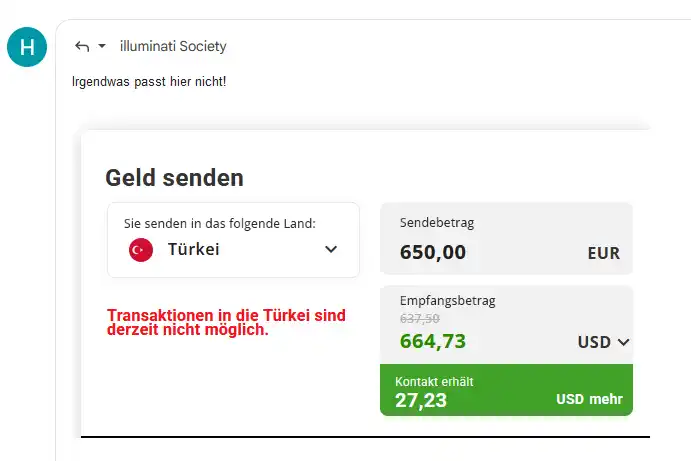 H
illuminati Society
Irgendwas passt hier nicht!
Geld senden
Sie senden in das folgende Land:
Türkei
Transaktionen in die Türkei sind
derzeit nicht möglich.
Sendebetrag
650,00 EUR
Empfangsbetrag
637,50
664,73 USD
Kontakt erhält
27,23 USD mehr